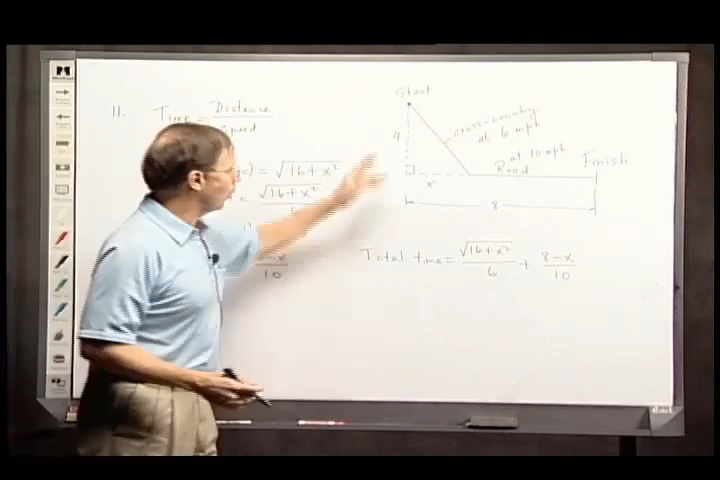 11. Time = Distance
Speed
= √16+x²
= √16+x²
8-x
10
Start
4
cross-country
at 6 mph
at 10 mph
Road
Finish
x
8
Total time = √16+x² / 6 + 8-x / 10